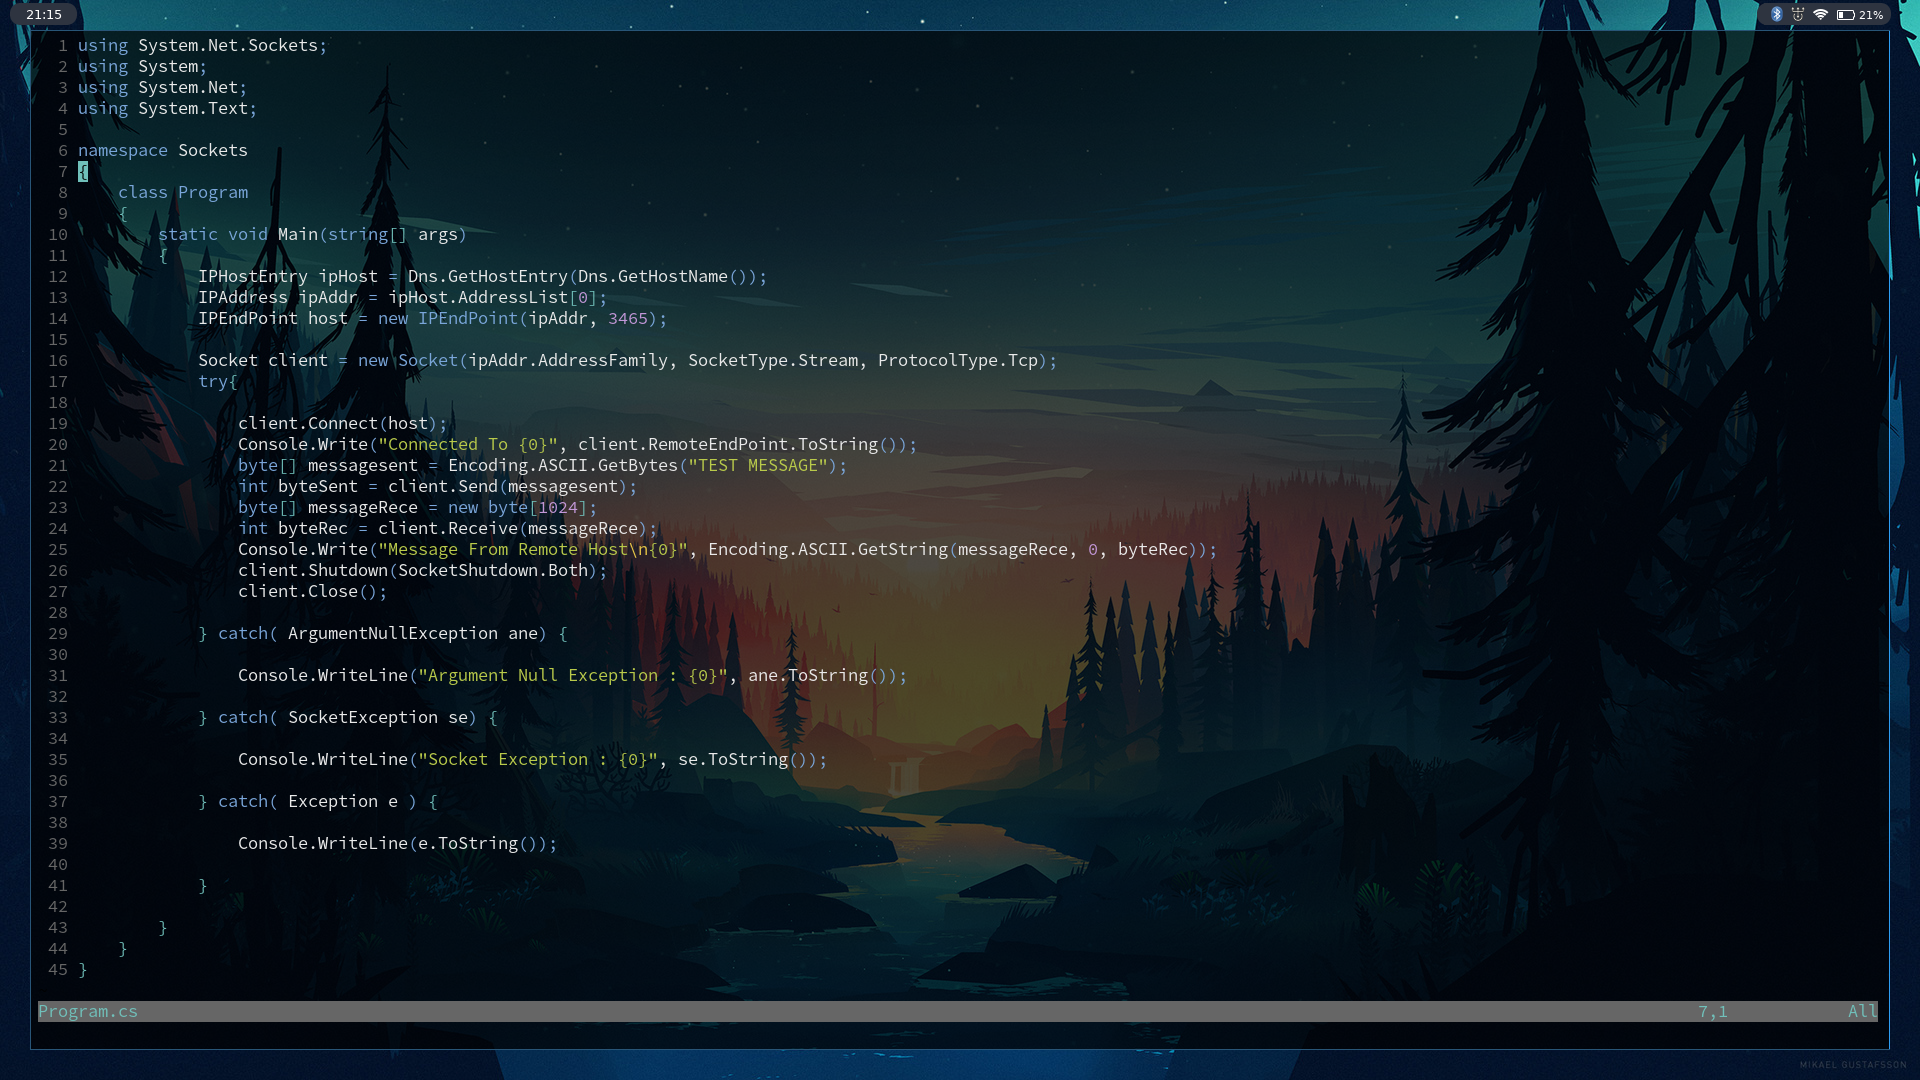 21:15
21%
1 using System.Net.Sockets;
2 using System;
3 using System.Net;
4 using System.Text;
5
6 namespace Sockets
7 {
8     class Program
9     {
10         static void Main(string[] args)
11         {
12             IPHostEntry ipHost = Dns.GetHostEntry(Dns.GetHostName());
13             IPAddress ipAddr = ipHost.AddressList[0];
14             IPEndPoint host = new IPEndPoint(ipAddr, 3465);
15
16             Socket client = new Socket(ipAddr.AddressFamily, SocketType.Stream, ProtocolType.Tcp);
17             try{
18
19                 client.Connect(host);
20                 Console.Write("Connected To {0}", client.RemoteEndPoint.ToString());
21                 byte[] messagesent = Encoding.ASCII.GetBytes("TEST MESSAGE");
22                 int byteSent = client.Send(messagesent);
23                 byte[] messageRece = new byte[1024];
24                 int byteRec = client.Receive(messageRece);
25                 Console.Write("Message From Remote Host\n{0}", Encoding.ASCII.GetString(messageRece, 0, byteRec));
26                 client.Shutdown(SocketShutdown.Both);
27                 client.Close();
28
29             } catch( ArgumentNullException ane) {
30
31                 Console.WriteLine("Argument Null Exception : {0}", ane.ToString());
32
33             } catch( SocketException se) {
34
35                 Console.WriteLine("Socket Exception : {0}", se.ToString());
36
37             } catch( Exception e ) {
38
39                 Console.WriteLine(e.ToString());
40
41             }
42
43         }
44     }
45 }
Program.cs 7,1 All
MIKAEL GUSTAFSSON